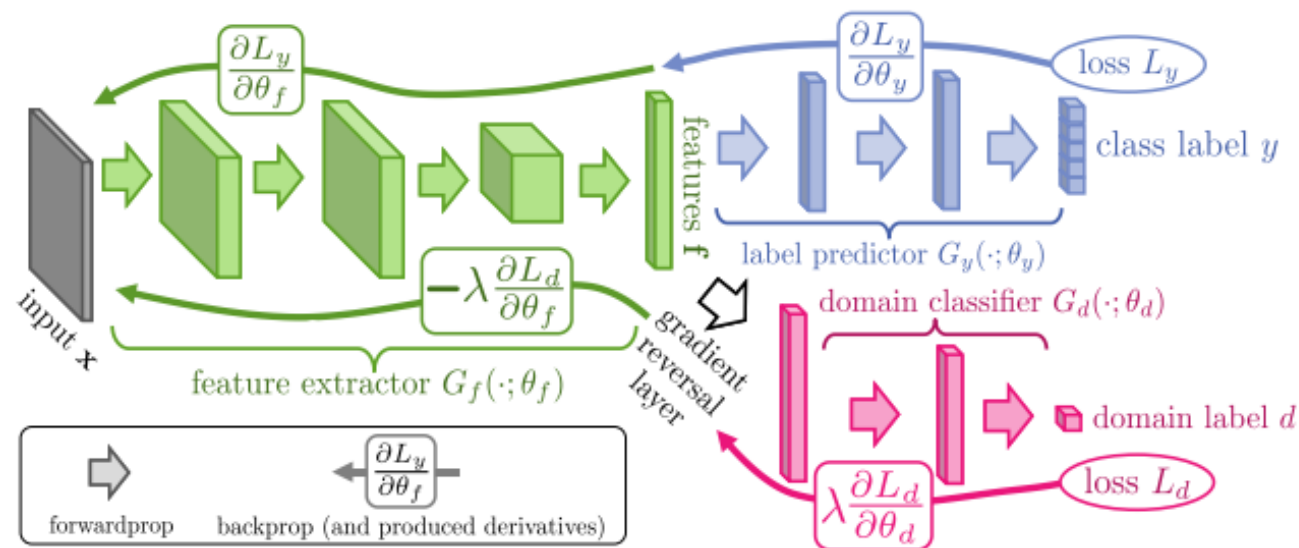 ∂L_y
∂θ_f
∂L_y
∂θ_y
loss L_y
features f
class label y
label predictor G_y(·; θ_y)
input x
−λ ∂L_d
∂θ_f
feature extractor G_f(·; θ_f)
gradient
reversal
layer
domain classifier G_d(·; θ_d)
domain label d
λ ∂L_d
∂θ_d
loss L_d
∂L_y
∂θ_f
forwardprop
backprop (and produced derivatives)